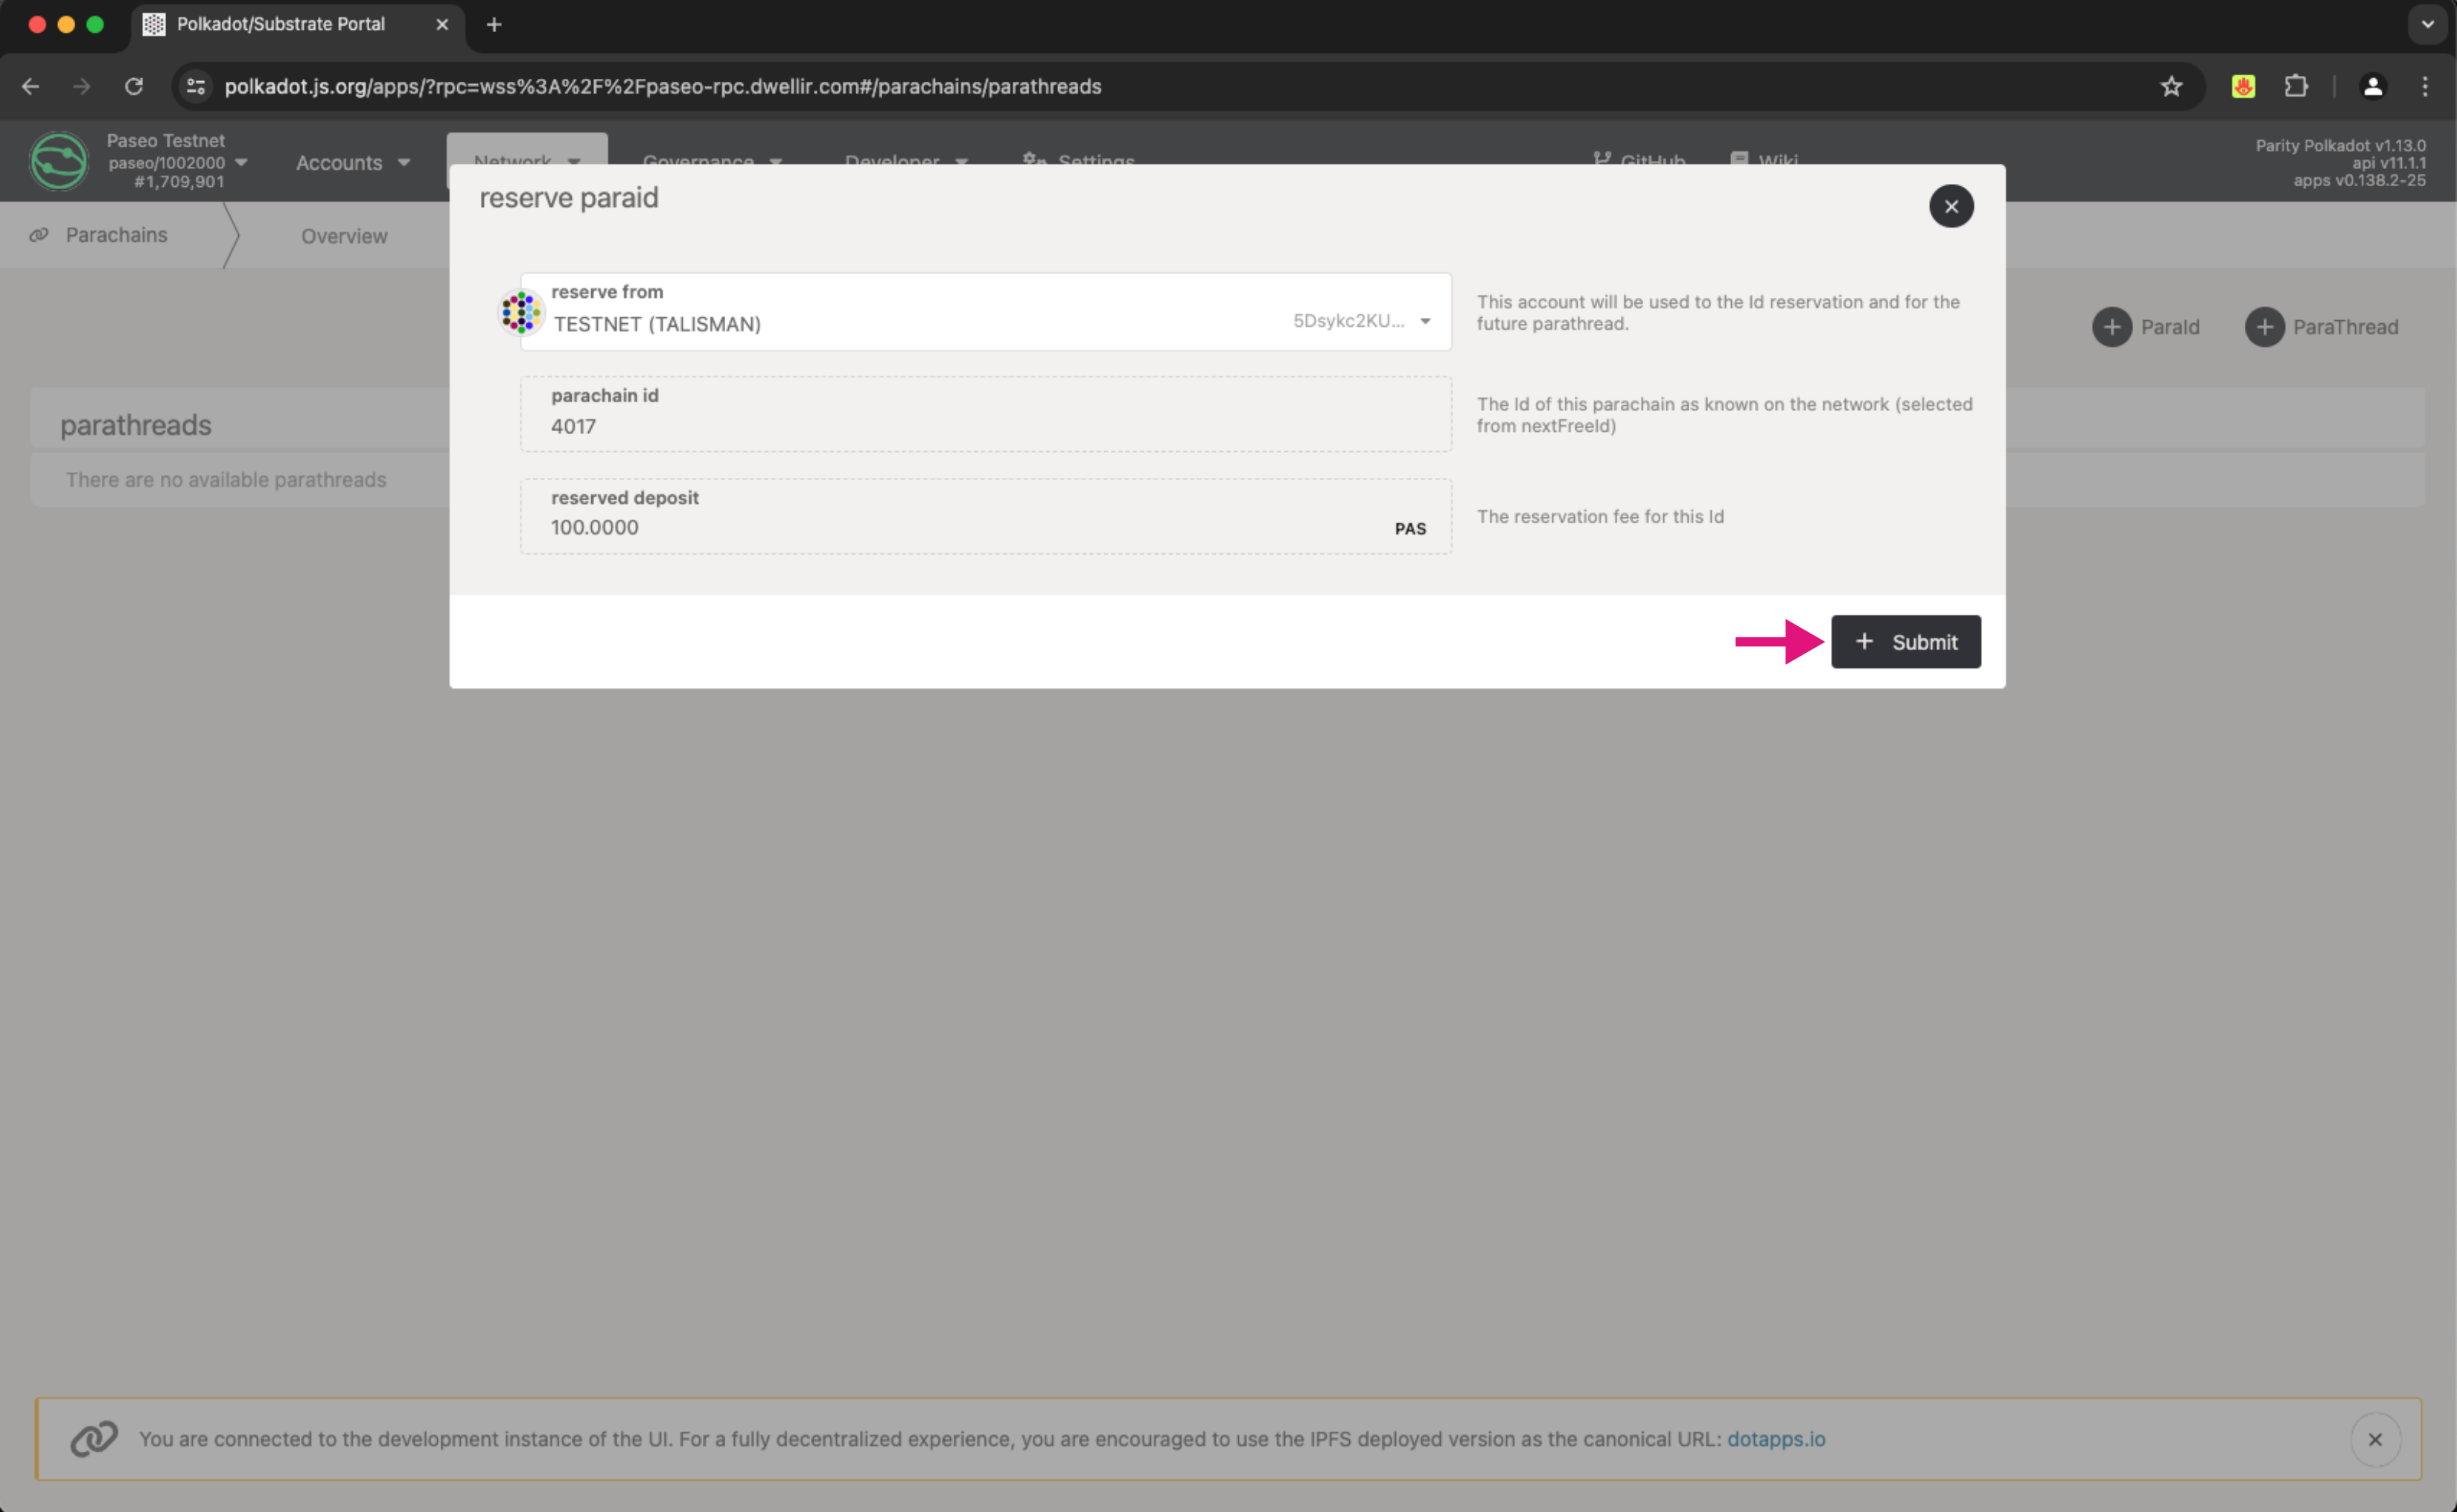 Polkadot/Substrate Portal
polkadot.js.org/apps/?rpc=wss%3A%2F%2Fpaseo-rpc.dwellir.com#/parachains/parathreads
Paseo Testnet
paseo/1002000
#1,709,901
Accounts
Network
Governance
Developer
Settings
GitHub
Wiki
Parity Polkadot v1.13.0
api v11.1.1
apps v0.138.2-25
Parachains
Overview
reserve paraid
reserve from
TESTNET (TALISMAN)
5Dsykc2KU...
This account will be used to the Id reservation and for the
future parathread.
ParaId
ParaThread
parachain id
4017
The Id of this parachain as known on the network (selected
from nextFreeId)
parathreads
There are no available parathreads
reserved deposit
100.0000
PAS
The reservation fee for this Id
Submit
You are connected to the development instance of the UI. For a fully decentralized experience, you are encouraged to use the IPFS deployed version as the canonical URL: dotapps.io